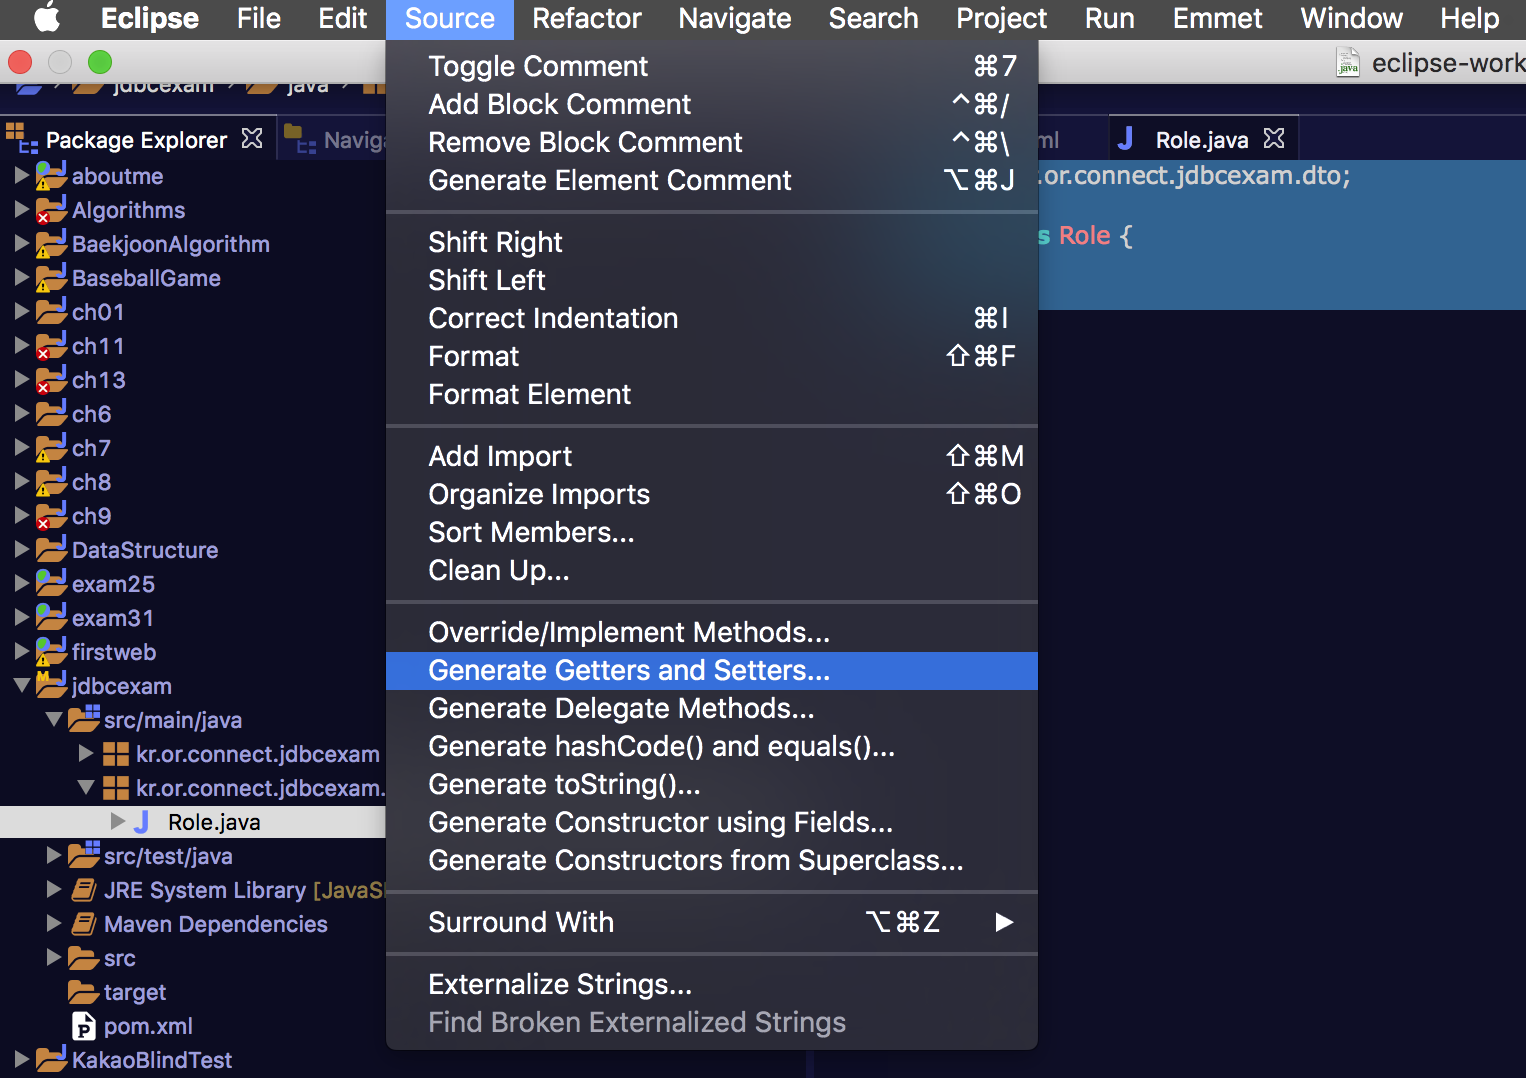 Eclipse File Edit Source Refactor Navigate Search Project Run Emmet Window Help
eclipse-work
jdbcexam java
Package Explorer Naviga
ml Role.java
aboutme
Algorithms
BaekjoonAlgorithm
BaseballGame
ch01
ch11
ch13
ch6
ch7
ch8
ch9
DataStructure
exam25
exam31
firstweb
jdbcexam
src/main/java
kr.or.connect.jdbcexam
kr.or.connect.jdbcexam.
Role.java
src/test/java
JRE System Library [JavaSE
Maven Dependencies
src
target
pom.xml
KakaoBlindTest
Toggle Comment ⌘7
Add Block Comment ^⌘/
Remove Block Comment ^⌘\
Generate Element Comment ⌥⌘J
Shift Right
Shift Left
Correct Indentation ⌘I
Format ⇧⌘F
Format Element
Add Import ⇧⌘M
Organize Imports ⇧⌘O
Sort Members...
Clean Up...
Override/Implement Methods...
Generate Getters and Setters...
Generate Delegate Methods...
Generate hashCode() and equals()...
Generate toString()...
Generate Constructor using Fields...
Generate Constructors from Superclass...
Surround With ⌥⌘Z
Externalize Strings...
Find Broken Externalized Strings
.or.connect.jdbcexam.dto;
s Role {